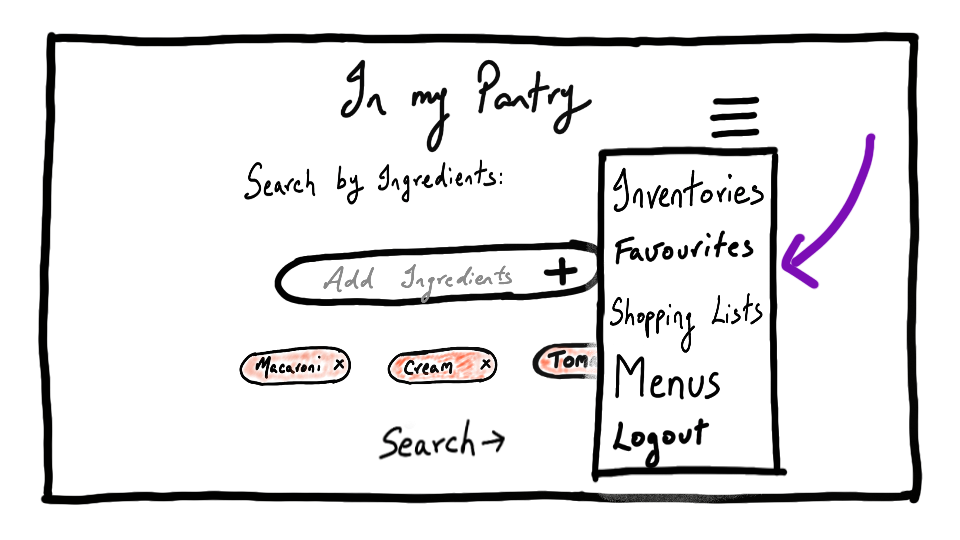 In my Pantry
Search by Ingredients:
Add Ingredients +
Macaroni x
Cream x
Tom
Search →
Inventories
Favourites
Shopping Lists
Menus
Logout